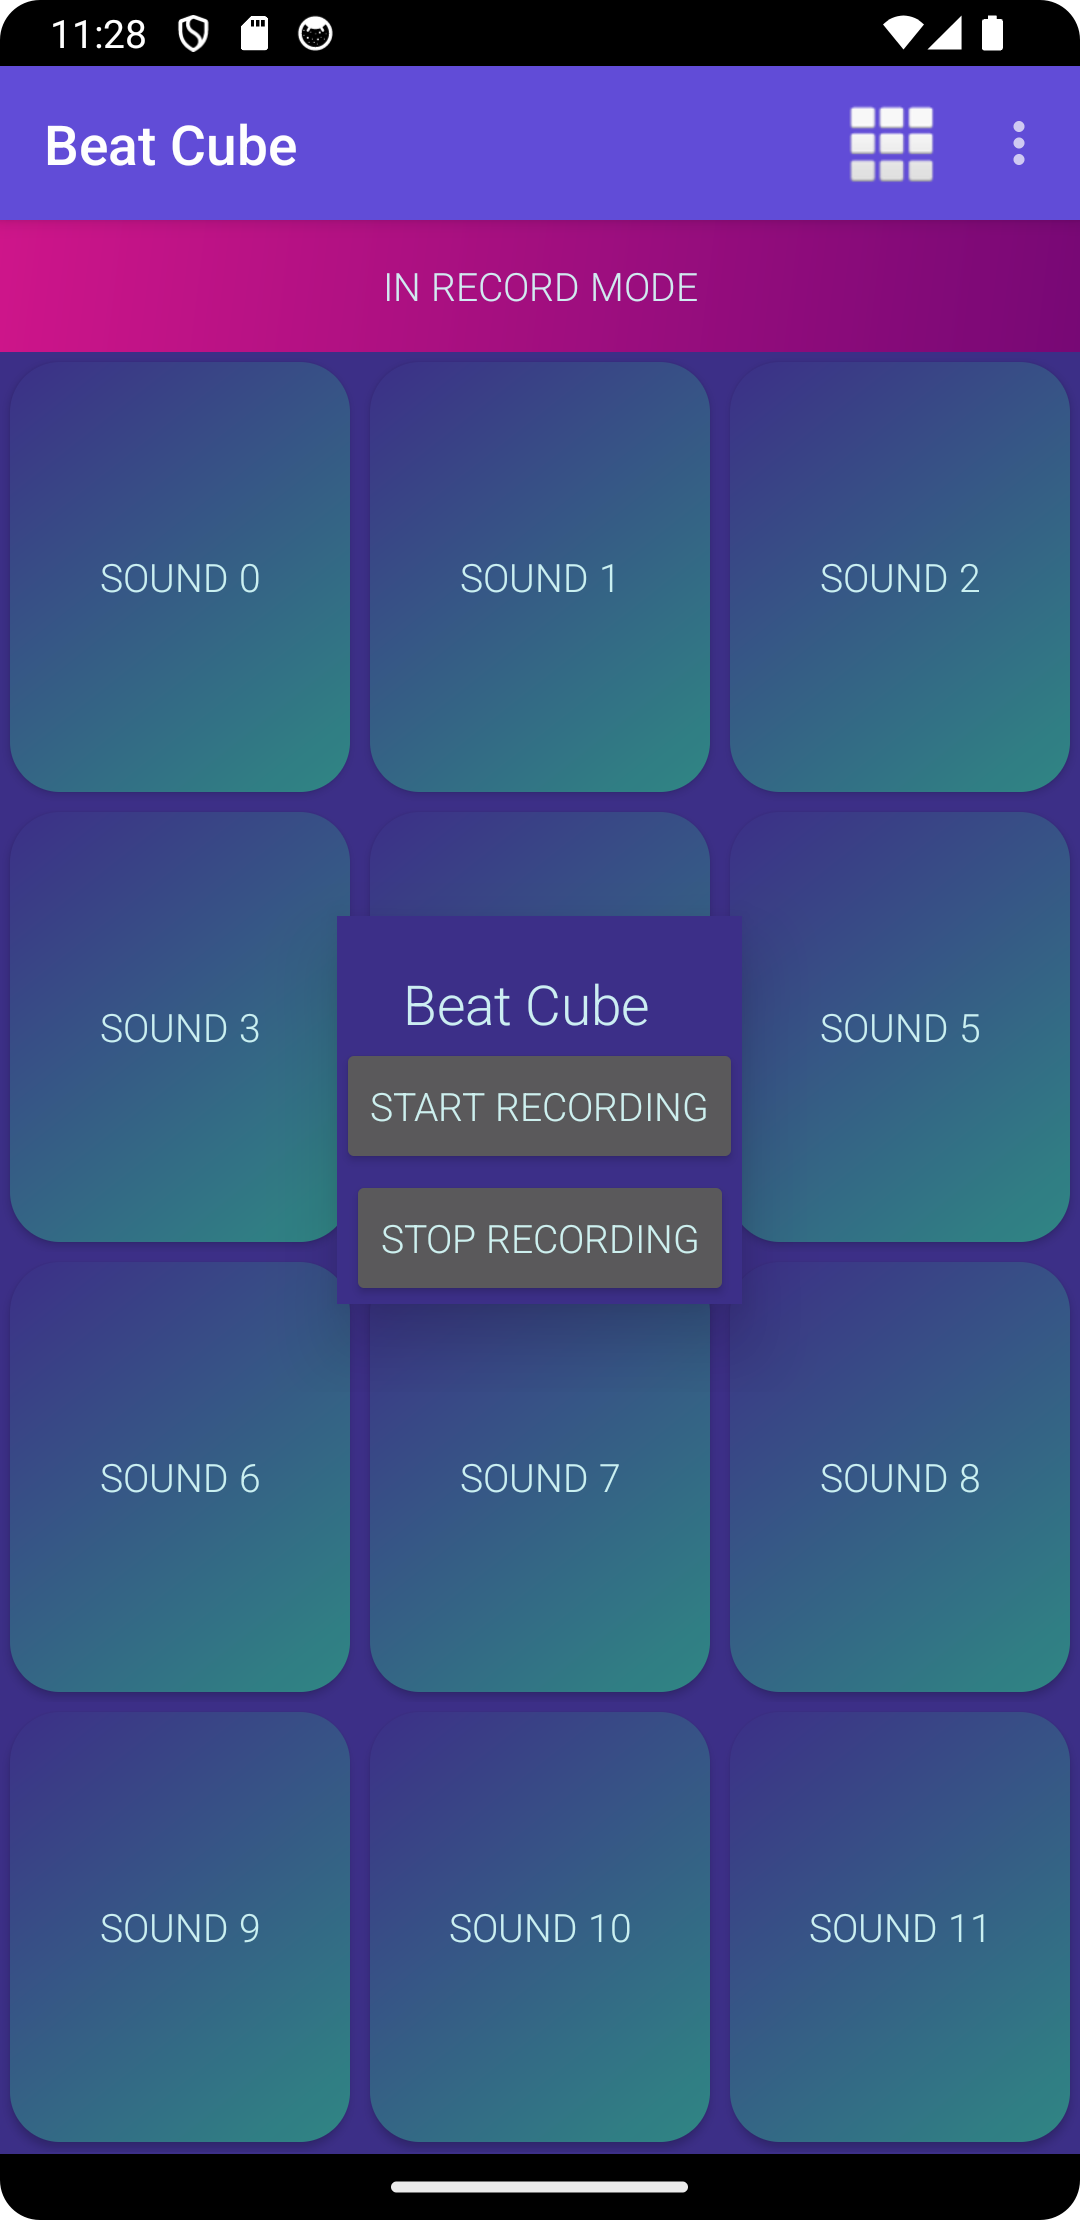 11:28
Beat Cube
IN RECORD MODE
SOUND 0
SOUND 1
SOUND 2
SOUND 3
SOUND 5
Beat Cube
START RECORDING
STOP RECORDING
SOUND 6
SOUND 7
SOUND 8
SOUND 9
SOUND 10
SOUND 11